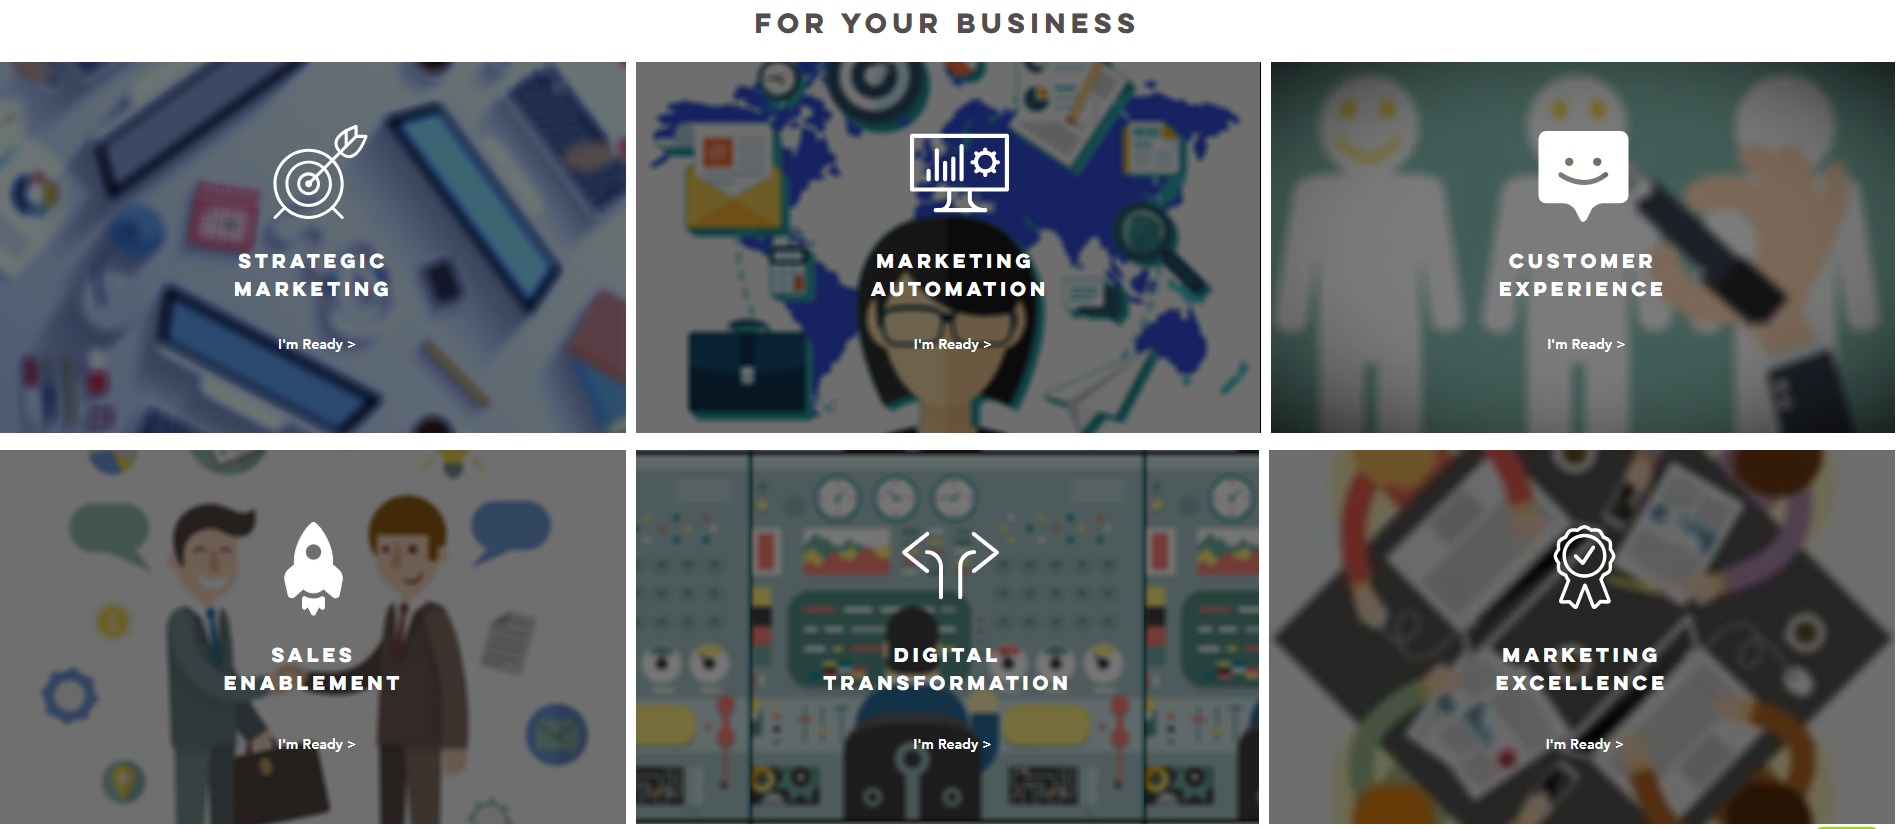 FOR YOUR BUSINESS
STRATEGIC
MARKETING
I'm Ready >
MARKETING
AUTOMATION
I'm Ready >
CUSTOMER
EXPERIENCE
I'm Ready >
SALES
ENABLEMENT
I'm Ready >
DIGITAL
TRANSFORMATION
I'm Ready >
MARKETING
EXCELLENCE
I'm Ready >